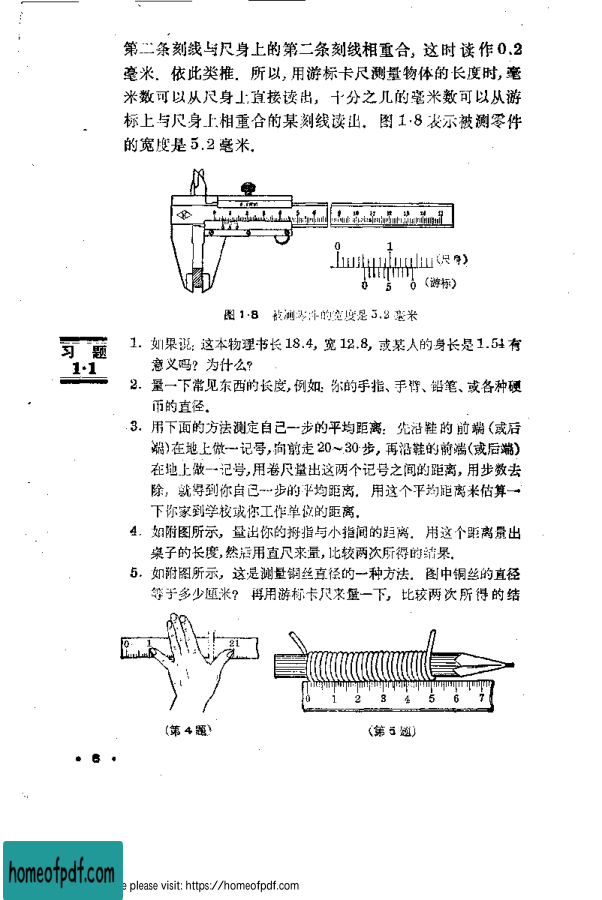 第二条刻线与尺身上的第二条刻线相重合, 这时读作0.2
毫米. 依此类推. 所以, 用游标卡尺测量物体的长度时, 毫
米数可以从尺身上直接读出, 十分之几的毫米数可以从游
标上与尺身上相重合的某刻线读出. 图1·8表示被测零件
的宽度是5.2毫米.
0 1
(尺身)
0 5 0 (游标)
图1·8 被测零件的宽度是5.2毫米
习 题
1·1
1. 如果说: 这本物理书长18.4, 宽12.8, 或某人的身长是1.54有
意义吗? 为什么?
2. 量一下常见东西的长度, 例如: 你的手指、手臂、铅笔、或各种硬
币的直径.
3. 用下面的方法测定自己一步的平均距离: 先沿鞋的前端(或后
端)在地上做一记号, 向前走20~30步, 再沿鞋的前端(或后端)
在地上做一记号, 用卷尺量出这两个记号之间的距离, 用步数去
除, 就得到你自己一步的平均距离. 用这个平均距离来估算一
下你家到学校或你工作单位的距离.
4. 如附图所示, 量出你的拇指与小指间的距离. 用这个距离量出
桌子的长度, 然后用直尺来量, 比较两次所得的结果.
5. 如附图所示, 这是测量铜丝直径的一种方法. 图中铜丝的直径
等于多少厘米? 再用游标卡尺来量一下, 比较两次所得的结
0 1 21
0 1 2 3 4 5 6 7
(第4题)
(第5题)
• 6 •
homeofpdf.com
e please visit: https://homeofpdf.com